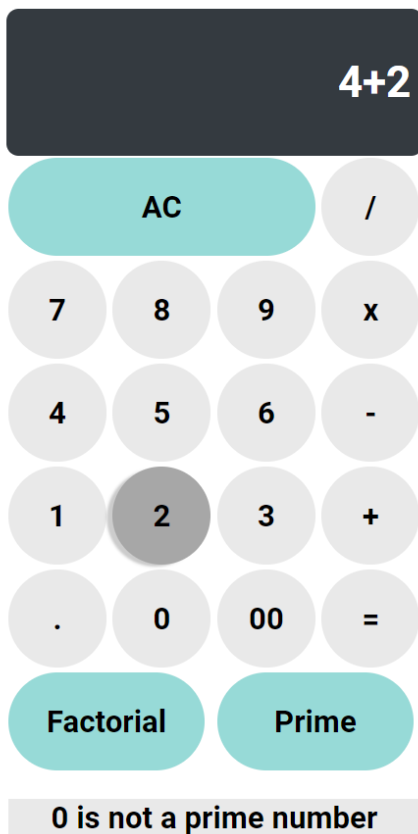 4+2
AC /
7 8 9 x
4 5 6 -
1 2 3 +
. 0 00 =
Factorial Prime
0 is not a prime number